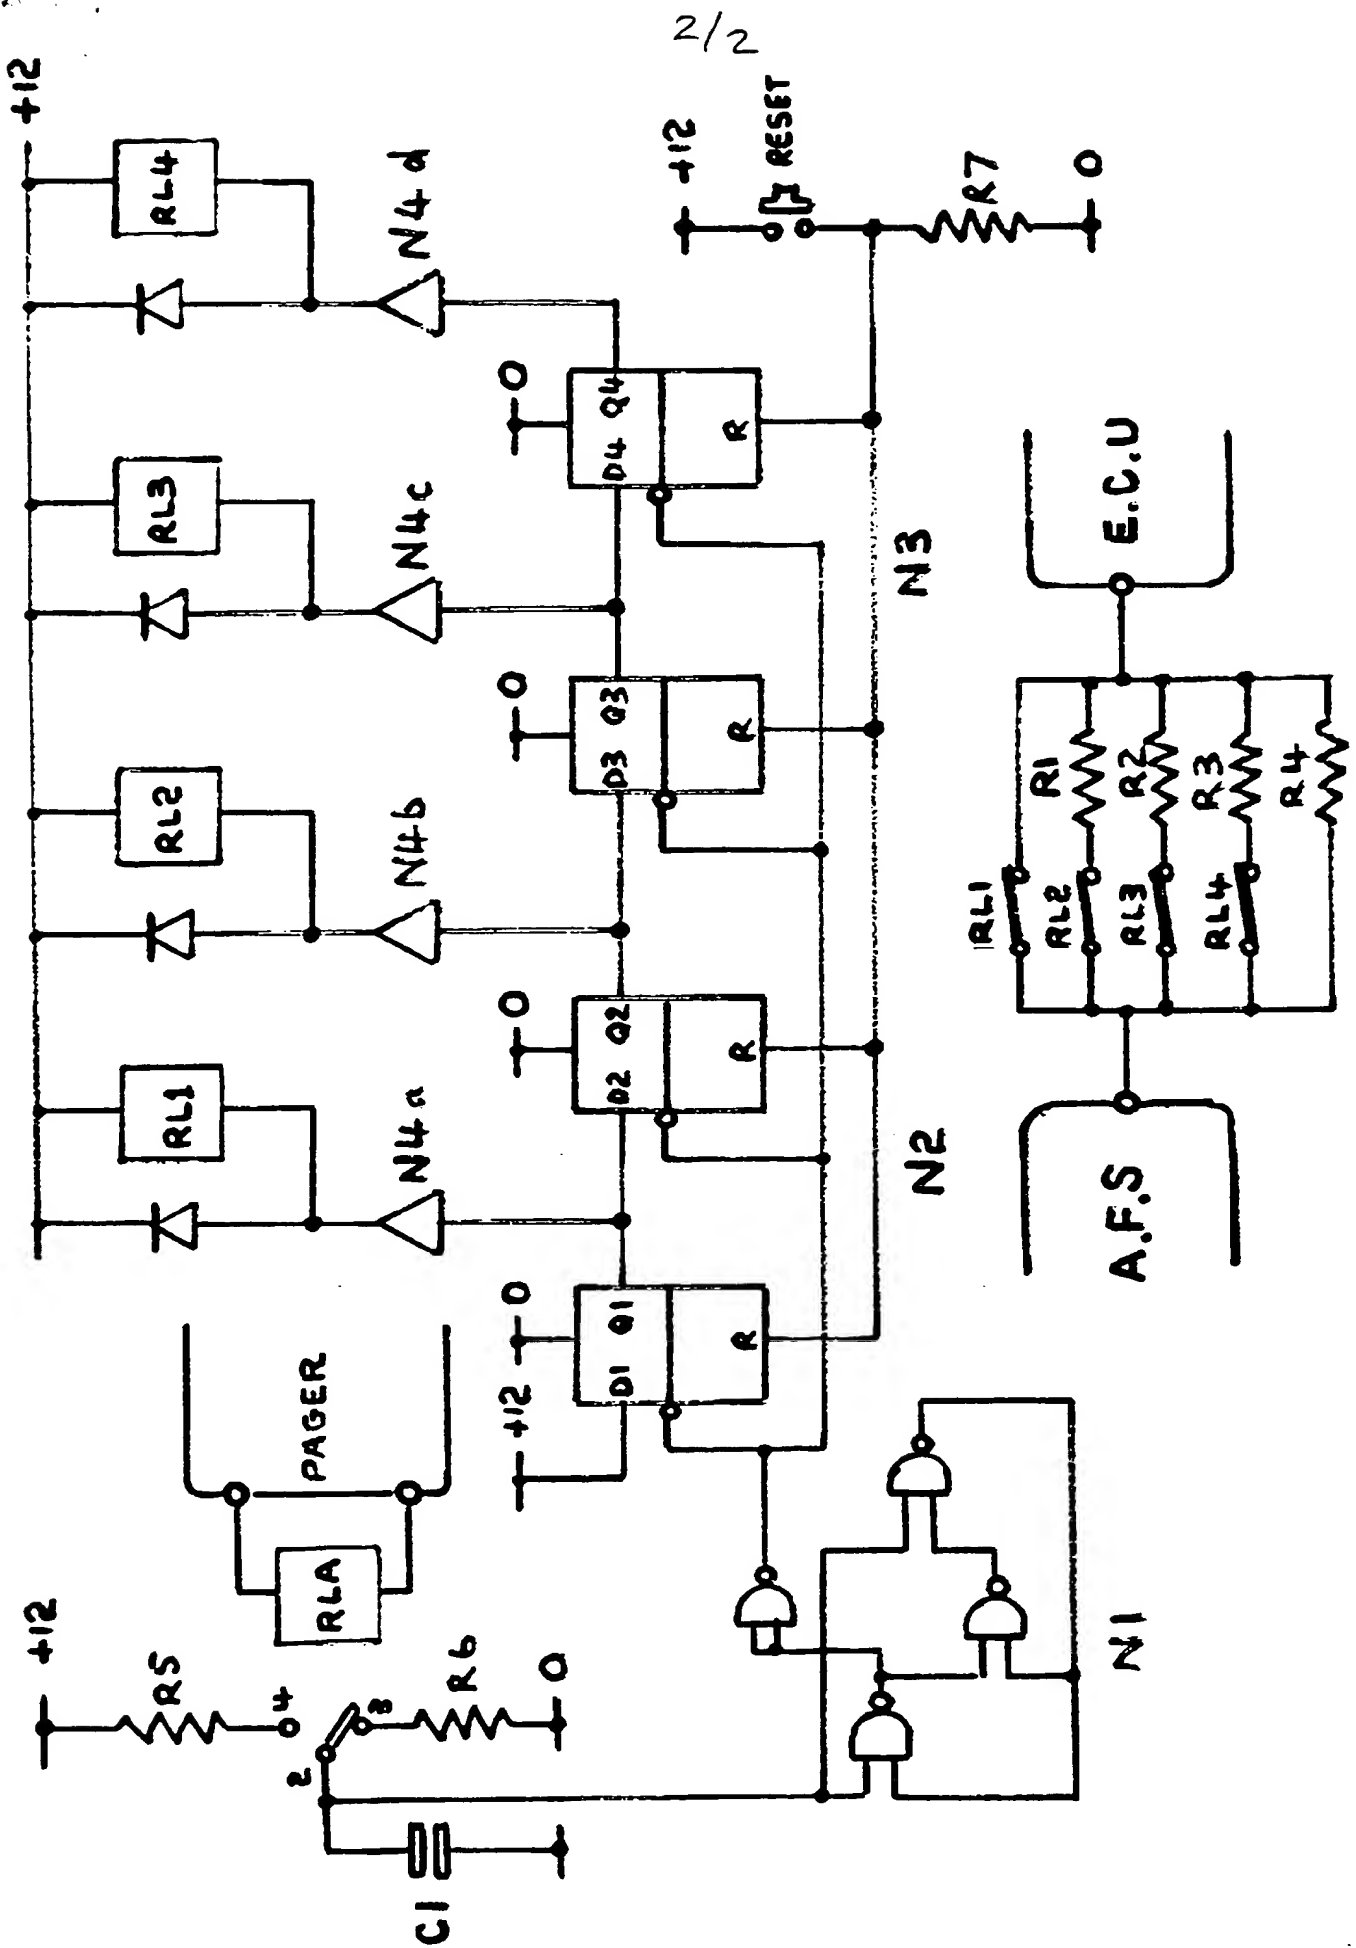 2/2
+12
R5
4
2
3
R6
0
C1
RLA
PAGER
+12
RL1
RL2
RL3
RL4
N4a
N4b
N4c
N4d
+12
0
0
0
0
D1 Q1
R
D2 Q2
R
D3 Q3
R
D4 Q4
R
N1
N2
N3
+12
RESET
R7
0
A.F.S
RL1
RL2
RL3
RL4
R1
R2
R3
R4
E.C.U